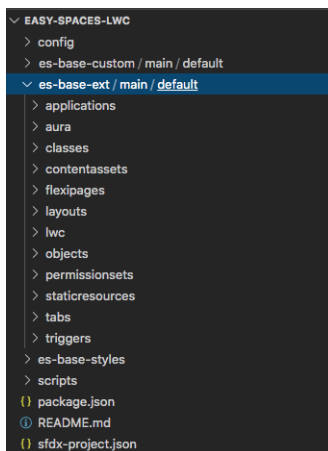 EASY-SPACES-LWC
config
es-base-custom / main / default
es-base-ext / main / default
applications
aura
classes
contentassets
flexipages
layouts
lwc
objects
permissionsets
staticresources
tabs
triggers
es-base-styles
scripts
{} package.json
README.md
{} sfdx-project.json